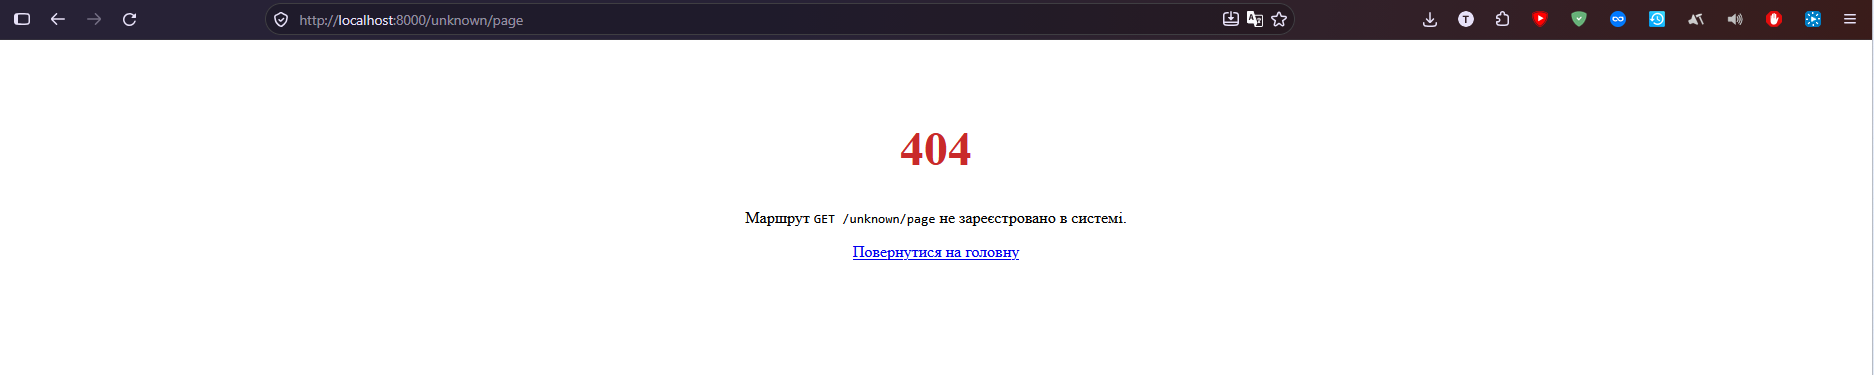 http://localhost:8000/unknown/page
T
404
Маршрут GET /unknown/page не зареєстровано в системі.
Повернутися на головну